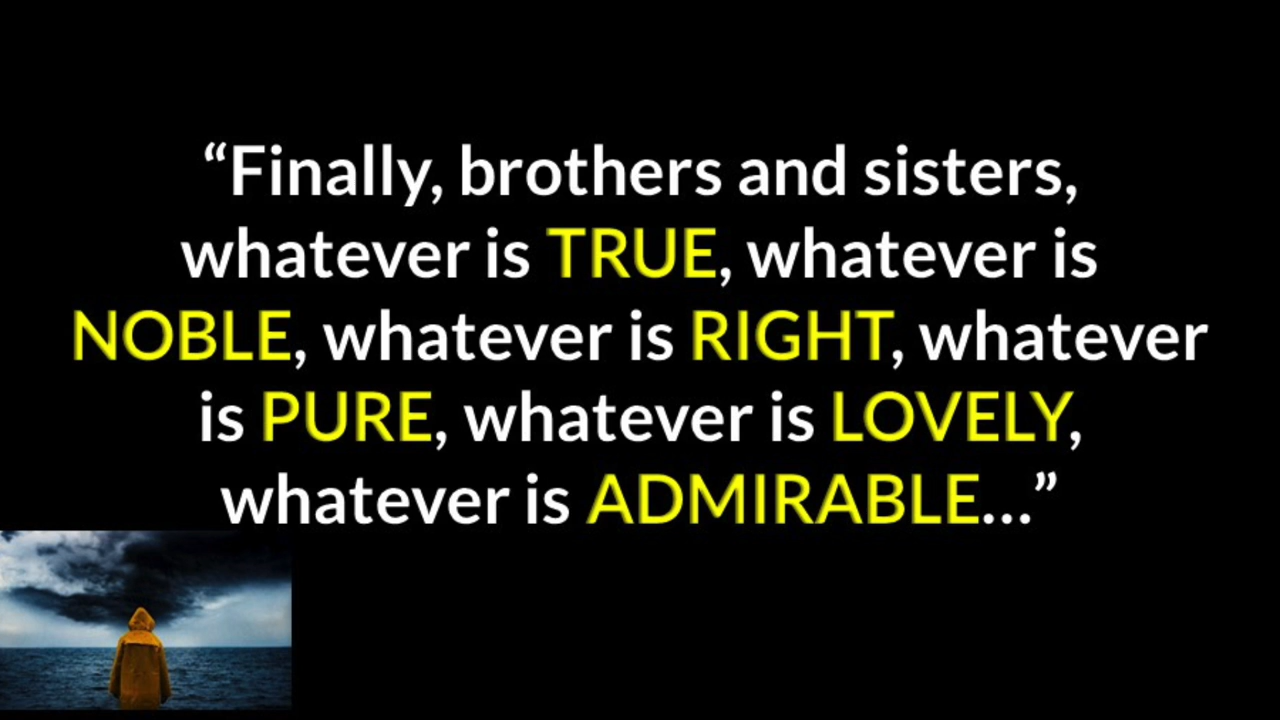 “Finally, brothers and sisters,
whatever is TRUE, whatever is
NOBLE, whatever is RIGHT, whatever
is PURE, whatever is LOVELY,
whatever is ADMIRABLE…”